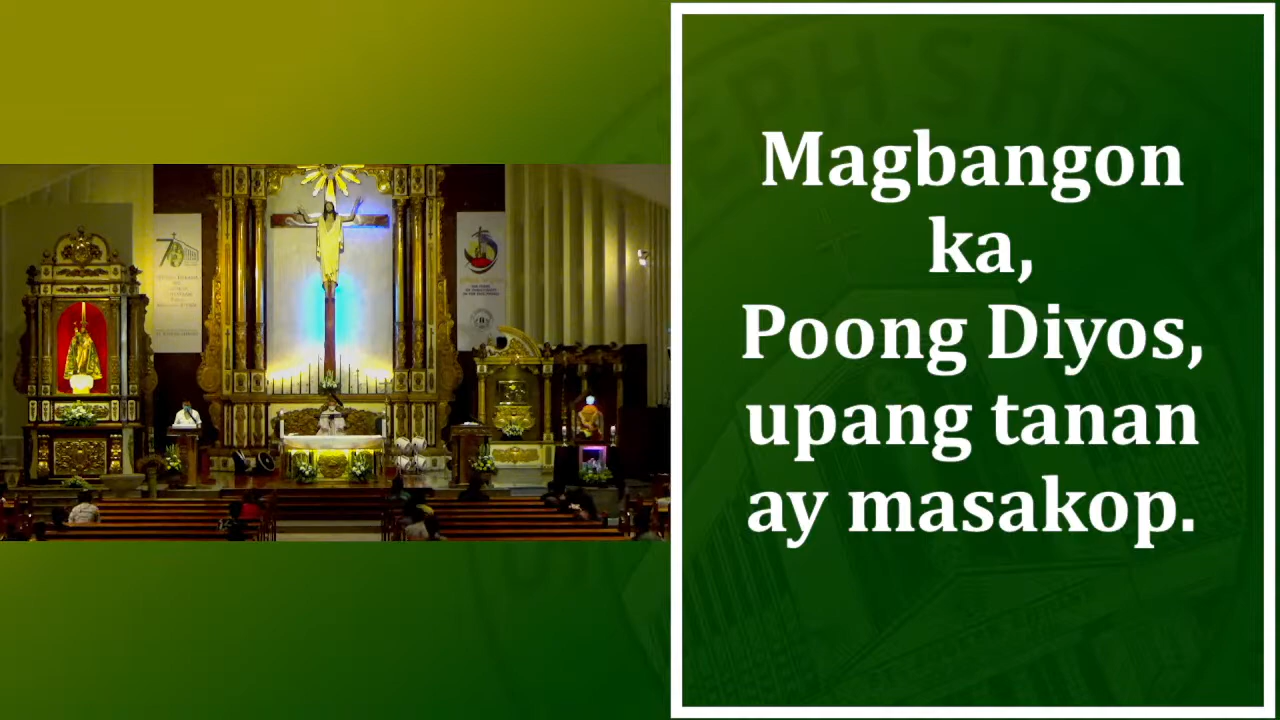 Magbangon
ka,
Poong Diyos,
upang tanan
ay masakop.